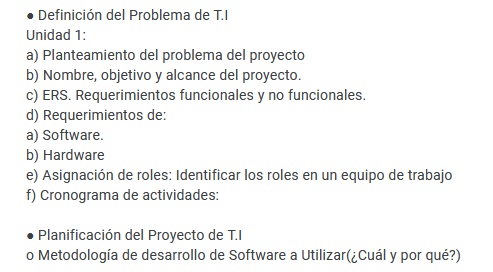 ● Definición del Problema de T.I
Unidad 1:
a) Planteamiento del problema del proyecto
b) Nombre, objetivo y alcance del proyecto.
c) ERS. Requerimientos funcionales y no funcionales.
d) Requerimientos de:
a) Software.
b) Hardware
e) Asignación de roles: Identificar los roles en un equipo de trabajo
f) Cronograma de actividades:
● Planificación del Proyecto de T.I
o Metodología de desarrollo de Software a Utilizar(¿Cuál y por qué?)